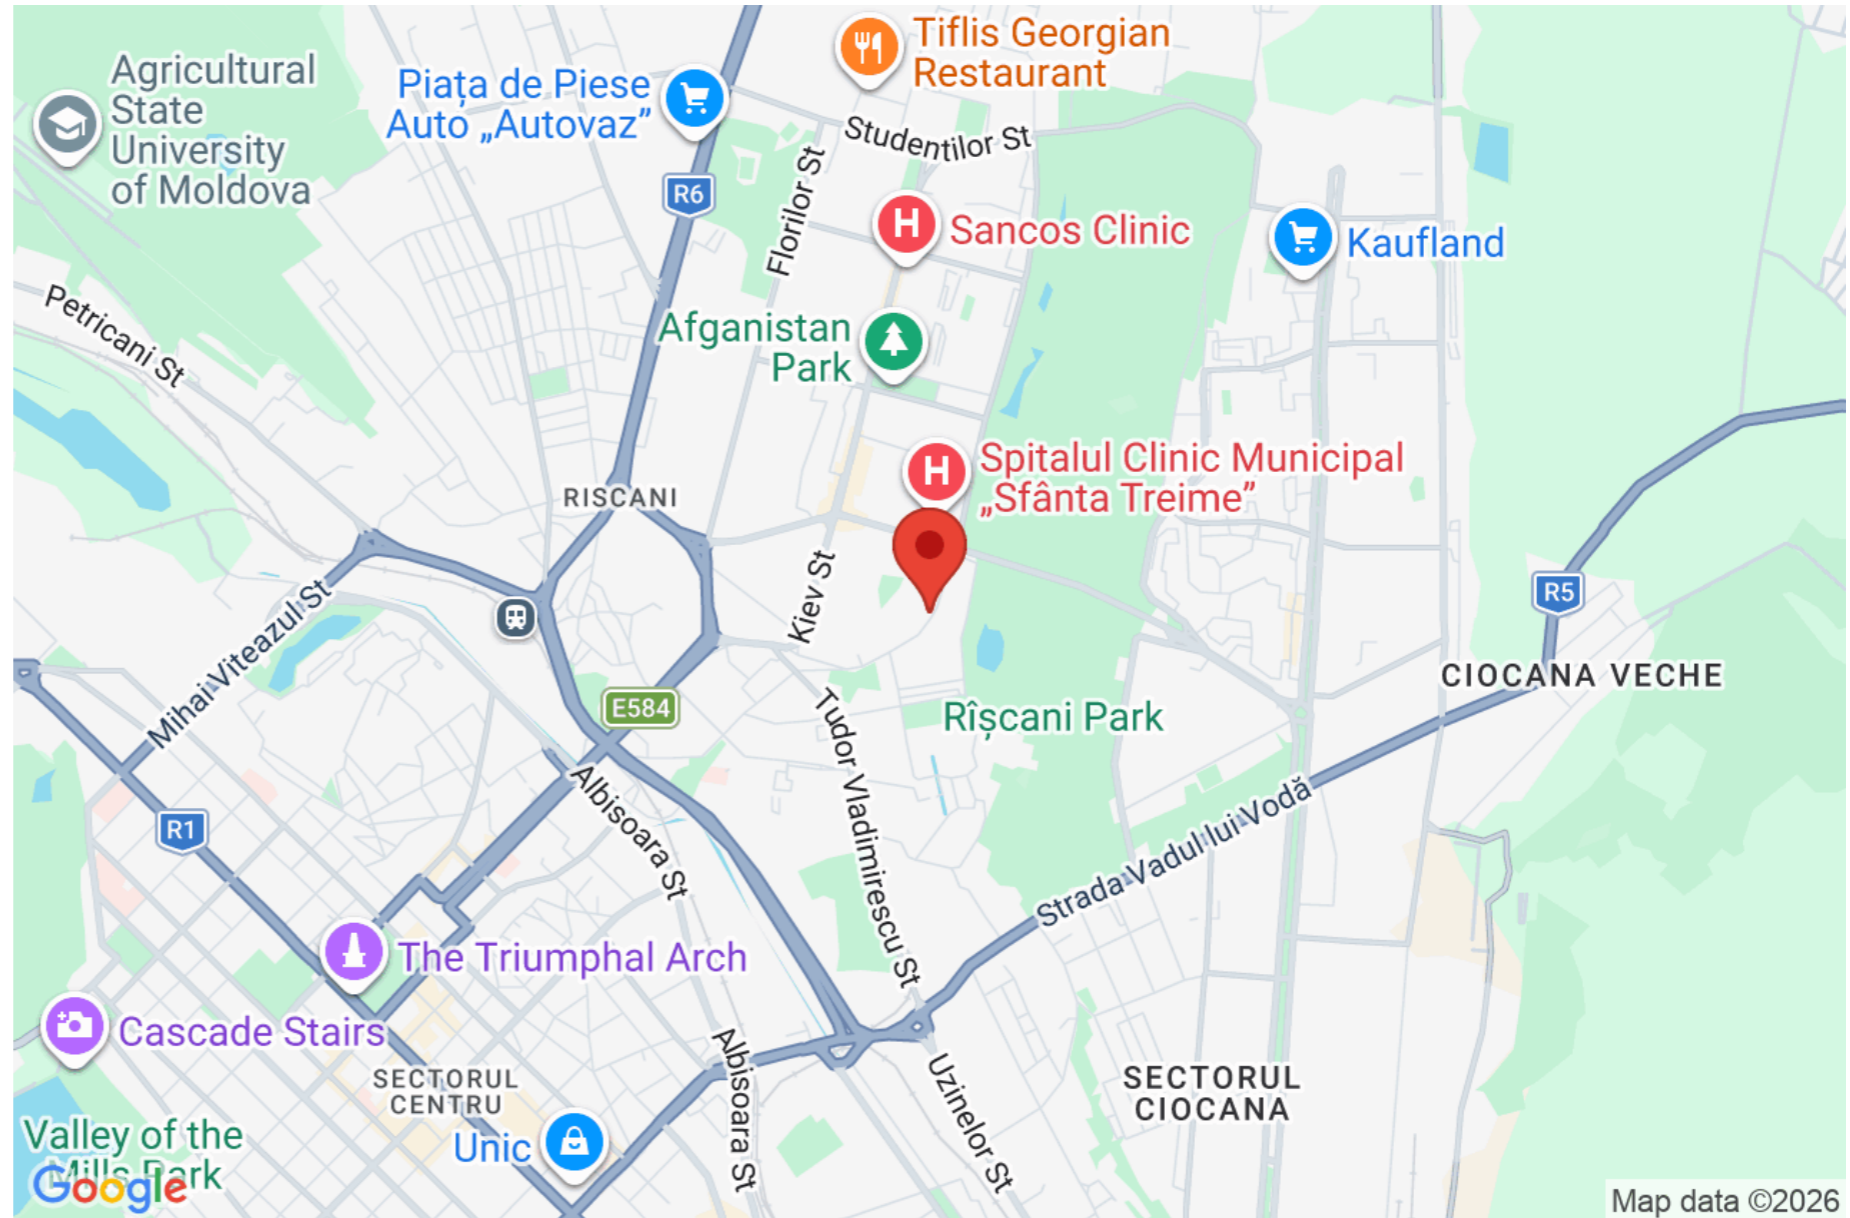 Tiflis Georgian
Restaurant
Agricultural
State
University
of Moldova
Piața de Piese
Auto „Autovaz”
Studentilor St
R6
Florilor St
H
Sancos Clinic
Kaufland
Petricani St
Afganistan
Park
H
Spitalul Clinic Municipal
„Sfânta Treime”
RISCANI
Kiev St
R5
Mihai Viteazul St
CIOCANA VECHE
E584
Rîșcani Park
Tudor Vladimirescu St
Albisoara St
Strada Vadul lui Vodă
R1
The Triumphal Arch
Cascade Stairs
Albisoara St
Uzinelor St
SECTORUL
CENTRU
SECTORUL
CIOCANA
Valley of the
Mills Park
Unic
Google
Map data ©2026